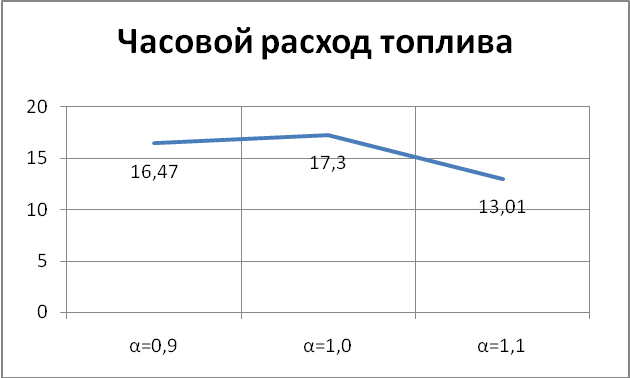 Часовой расход топлива
20
15
10
5
0
16,47
17,3
13,01
α=0,9
α=1,0
α=1,1